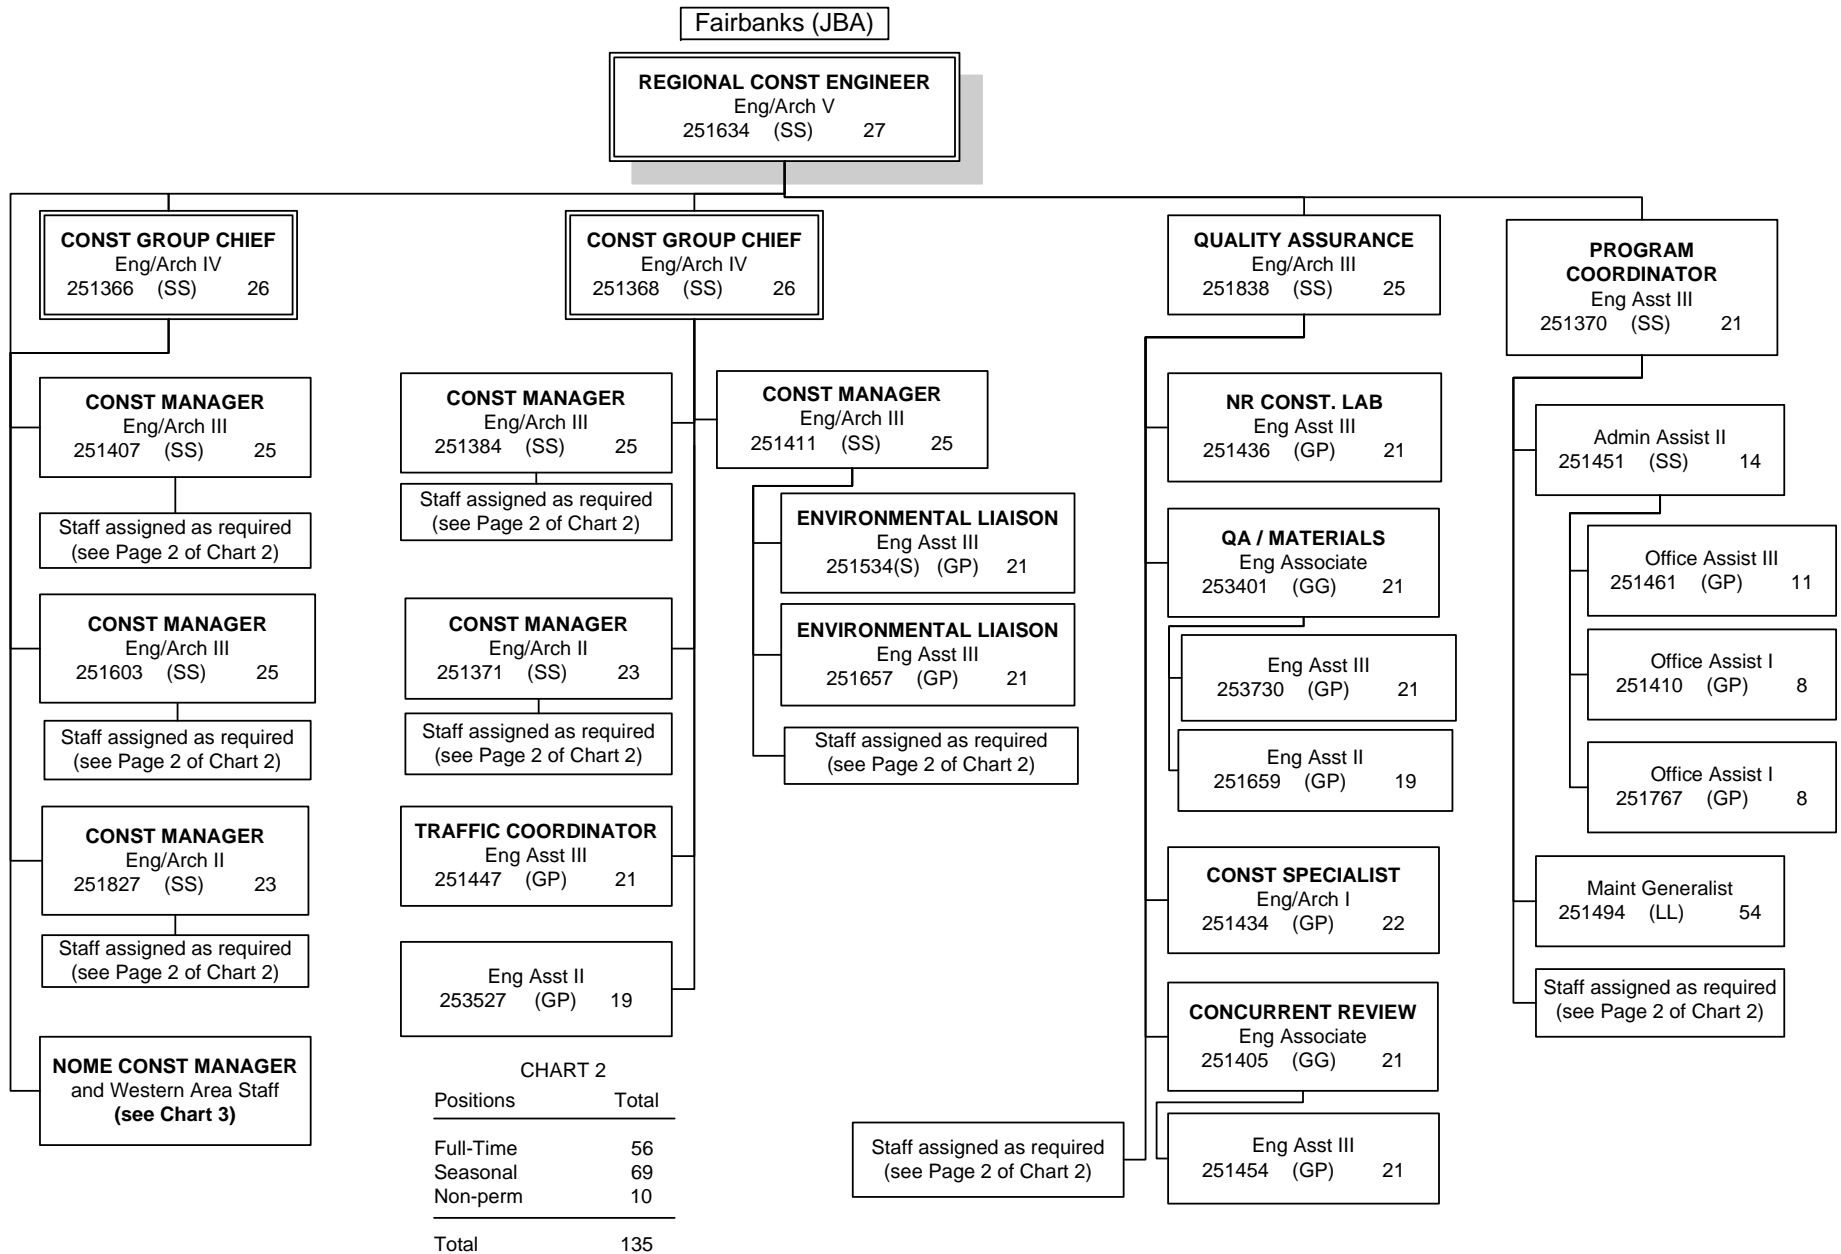 Fairbanks (JBA)
REGIONAL CONST ENGINEER
Eng/Arch V
251634 (SS) 27
CONST GROUP CHIEF
Eng/Arch IV
251366 (SS) 26
CONST MANAGER
Eng/Arch III
251407 (SS) 25
Staff assigned as required
(see Page 2 of Chart 2)
CONST MANAGER
Eng/Arch III
251603 (SS) 25
Staff assigned as required
(see Page 2 of Chart 2)
CONST MANAGER
Eng/Arch II
251827 (SS) 23
Staff assigned as required
(see Page 2 of Chart 2)
NOME CONST MANAGER
and Western Area Staff
(see Chart 3)
CONST GROUP CHIEF
Eng/Arch IV
251368 (SS) 26
CONST MANAGER
Eng/Arch III
251384 (SS) 25
Staff assigned as required
(see Page 2 of Chart 2)
CONST MANAGER
Eng/Arch II
251371 (SS) 23
Staff assigned as required
(see Page 2 of Chart 2)
TRAFFIC COORDINATOR
Eng Asst III
251447 (GP) 21
Eng Asst II
253527 (GP) 19
CONST MANAGER
Eng/Arch III
251411 (SS) 25
ENVIRONMENTAL LIAISON
Eng Asst III
251534(S) (GP) 21
ENVIRONMENTAL LIAISON
Eng Asst III
251657 (GP) 21
Staff assigned as required
(see Page 2 of Chart 2)
QUALITY ASSURANCE
Eng/Arch III
251838 (SS) 25
NR CONST. LAB
Eng Asst III
251436 (GP) 21
QA / MATERIALS
Eng Associate
253401 (GG) 21
Eng Asst III
253730 (GP) 21
Eng Asst II
251659 (GP) 19
CONST SPECIALIST
Eng/Arch I
251434 (GP) 22
CONCURRENT REVIEW
Eng Associate
251405 (GG) 21
Eng Asst III
251454 (GP) 21
Staff assigned as required
(see Page 2 of Chart 2)
PROGRAM
COORDINATOR
Eng Asst III
251370 (SS) 21
Admin Assist II
251451 (SS) 14
Office Assist III
251461 (GP) 11
Office Assist I
251410 (GP) 8
Office Assist I
251767 (GP) 8
Maint Generalist
251494 (LL) 54
Staff assigned as required
(see Page 2 of Chart 2)
CHART 2
Positions Total
Full-Time 56
Seasonal 69
Non-perm 10
Total 135